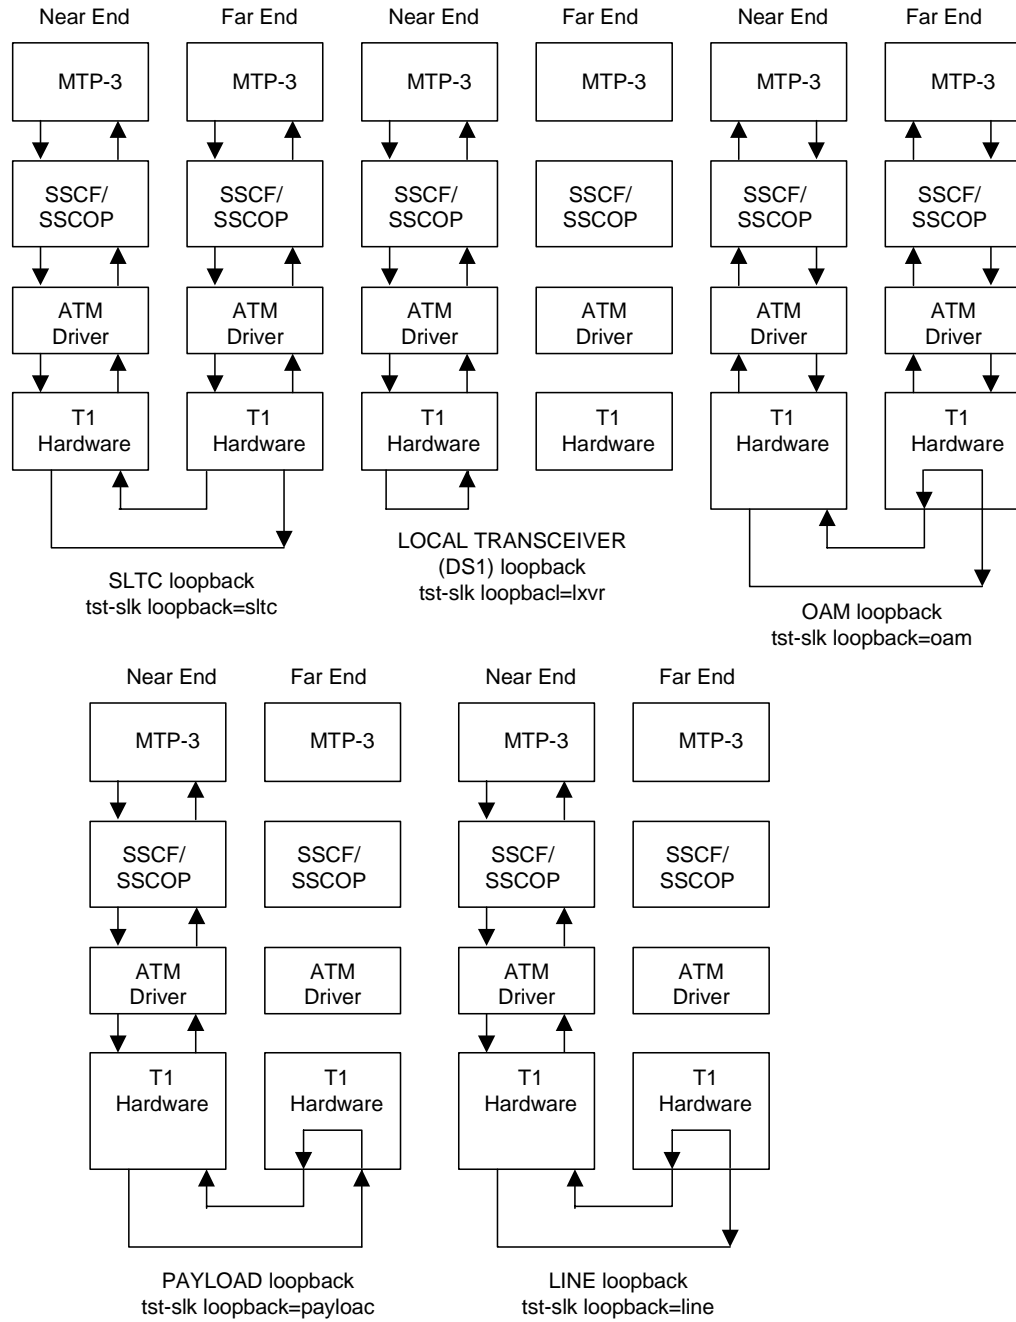 Near End Far End Near End Far End Near End Far End
MTP-3 MTP-3 MTP-3 MTP-3 MTP-3 MTP-3
SSCF/ SSCF/ SSCF/ SSCF/ SSCF/ SSCF/
SSCOP SSCOP SSCOP SSCOP SSCOP SSCOP
ATM ATM ATM ATM ATM ATM
Driver Driver Driver Driver Driver Driver
T1 T1 T1 T1 T1 T1
Hardware Hardware Hardware Hardware Hardware Hardware
SLTC loopback
tst-slk loopback=sltc
LOCAL TRANSCEIVER
(DS1) loopback
tst-slk loopbacl=lxvr
OAM loopback
tst-slk loopback=oam
Near End Far End Near End Far End
MTP-3 MTP-3 MTP-3 MTP-3
SSCF/ SSCF/ SSCF/ SSCF/
SSCOP SSCOP SSCOP SSCOP
ATM ATM ATM ATM
Driver Driver Driver Driver
T1 T1 T1 T1
Hardware Hardware Hardware Hardware
PAYLOAD loopback
tst-slk loopback=payloac
LINE loopback
tst-slk loopback=line